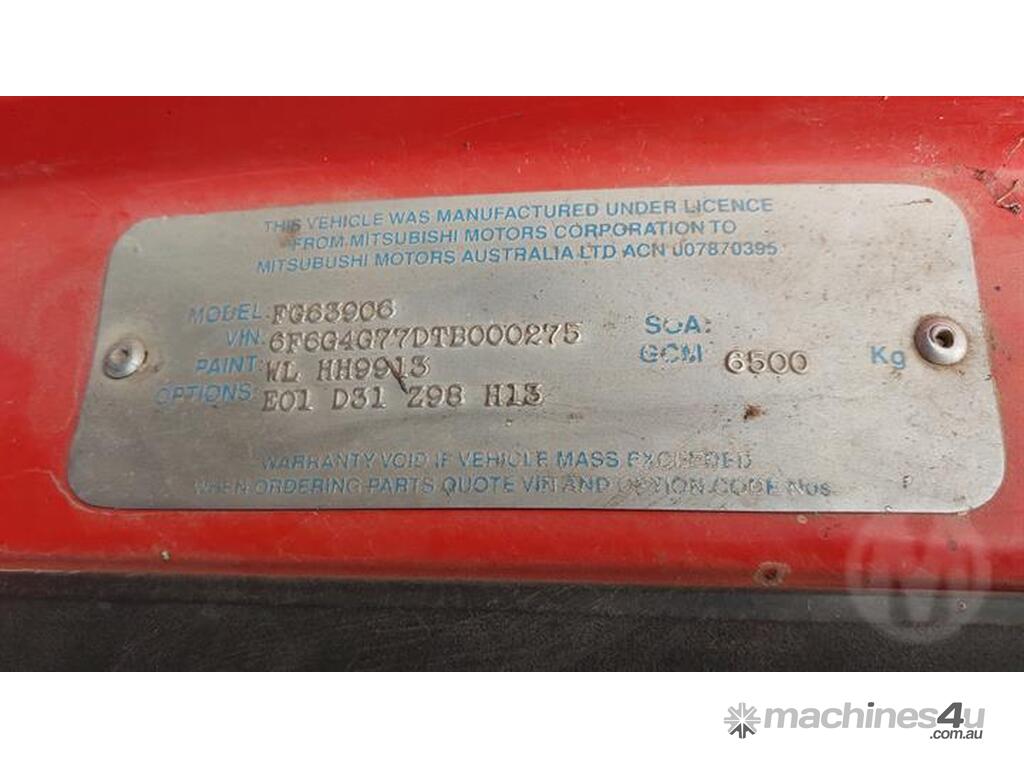 THIS VEHICLE WAS MANUFACTURED UNDER LICENCE
FROM MITSUBISHI MOTORS CORPORATION TO
MITSUBUSHI MOTORS AUSTRALIA LTD ACN 007870395
MODEL FG63906
VIN 6F6G4G77DTB000275 SOA:
PAINT WL HH9913 GCM 6500 Kg
OPTIONS E01 D31 Z98 H13
WARRANTY VOID IF VEHICLE MASS EXCEEDED
WHEN ORDERING PARTS QUOTE VIN AND OPTION CODE Nos
machines4u
.com.au